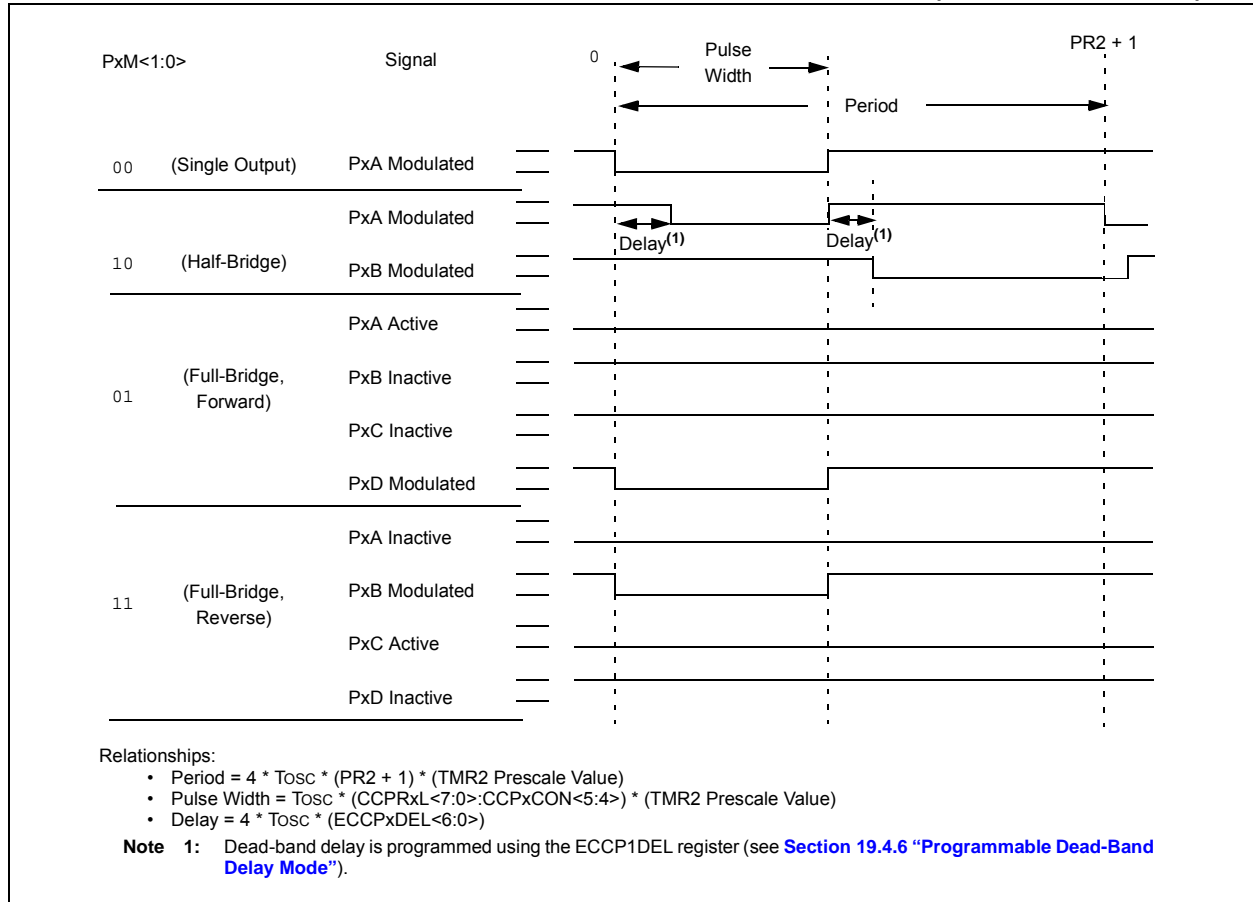 PxM<1:0> Signal 0 Pulse Width PR2 + 1
Period
00 (Single Output) PxA Modulated
PxA Modulated
Delay(1) Delay(1)
10 (Half-Bridge) PxB Modulated
PxA Active
01 (Full-Bridge, Forward) PxB Inactive
PxC Inactive
PxD Modulated
PxA Inactive
11 (Full-Bridge, Reverse) PxB Modulated
PxC Active
PxD Inactive
Relationships:
• Period = 4 * TOSC * (PR2 + 1) * (TMR2 Prescale Value)
• Pulse Width = TOSC * (CCPRxL<7:0>:CCPxCON<5:4>) * (TMR2 Prescale Value)
• Delay = 4 * TOSC * (ECCPxDEL<6:0>)
Note 1: Dead-band delay is programmed using the ECCP1DEL register (see Section 19.4.6 “Programmable Dead-Band
Delay Mode”).